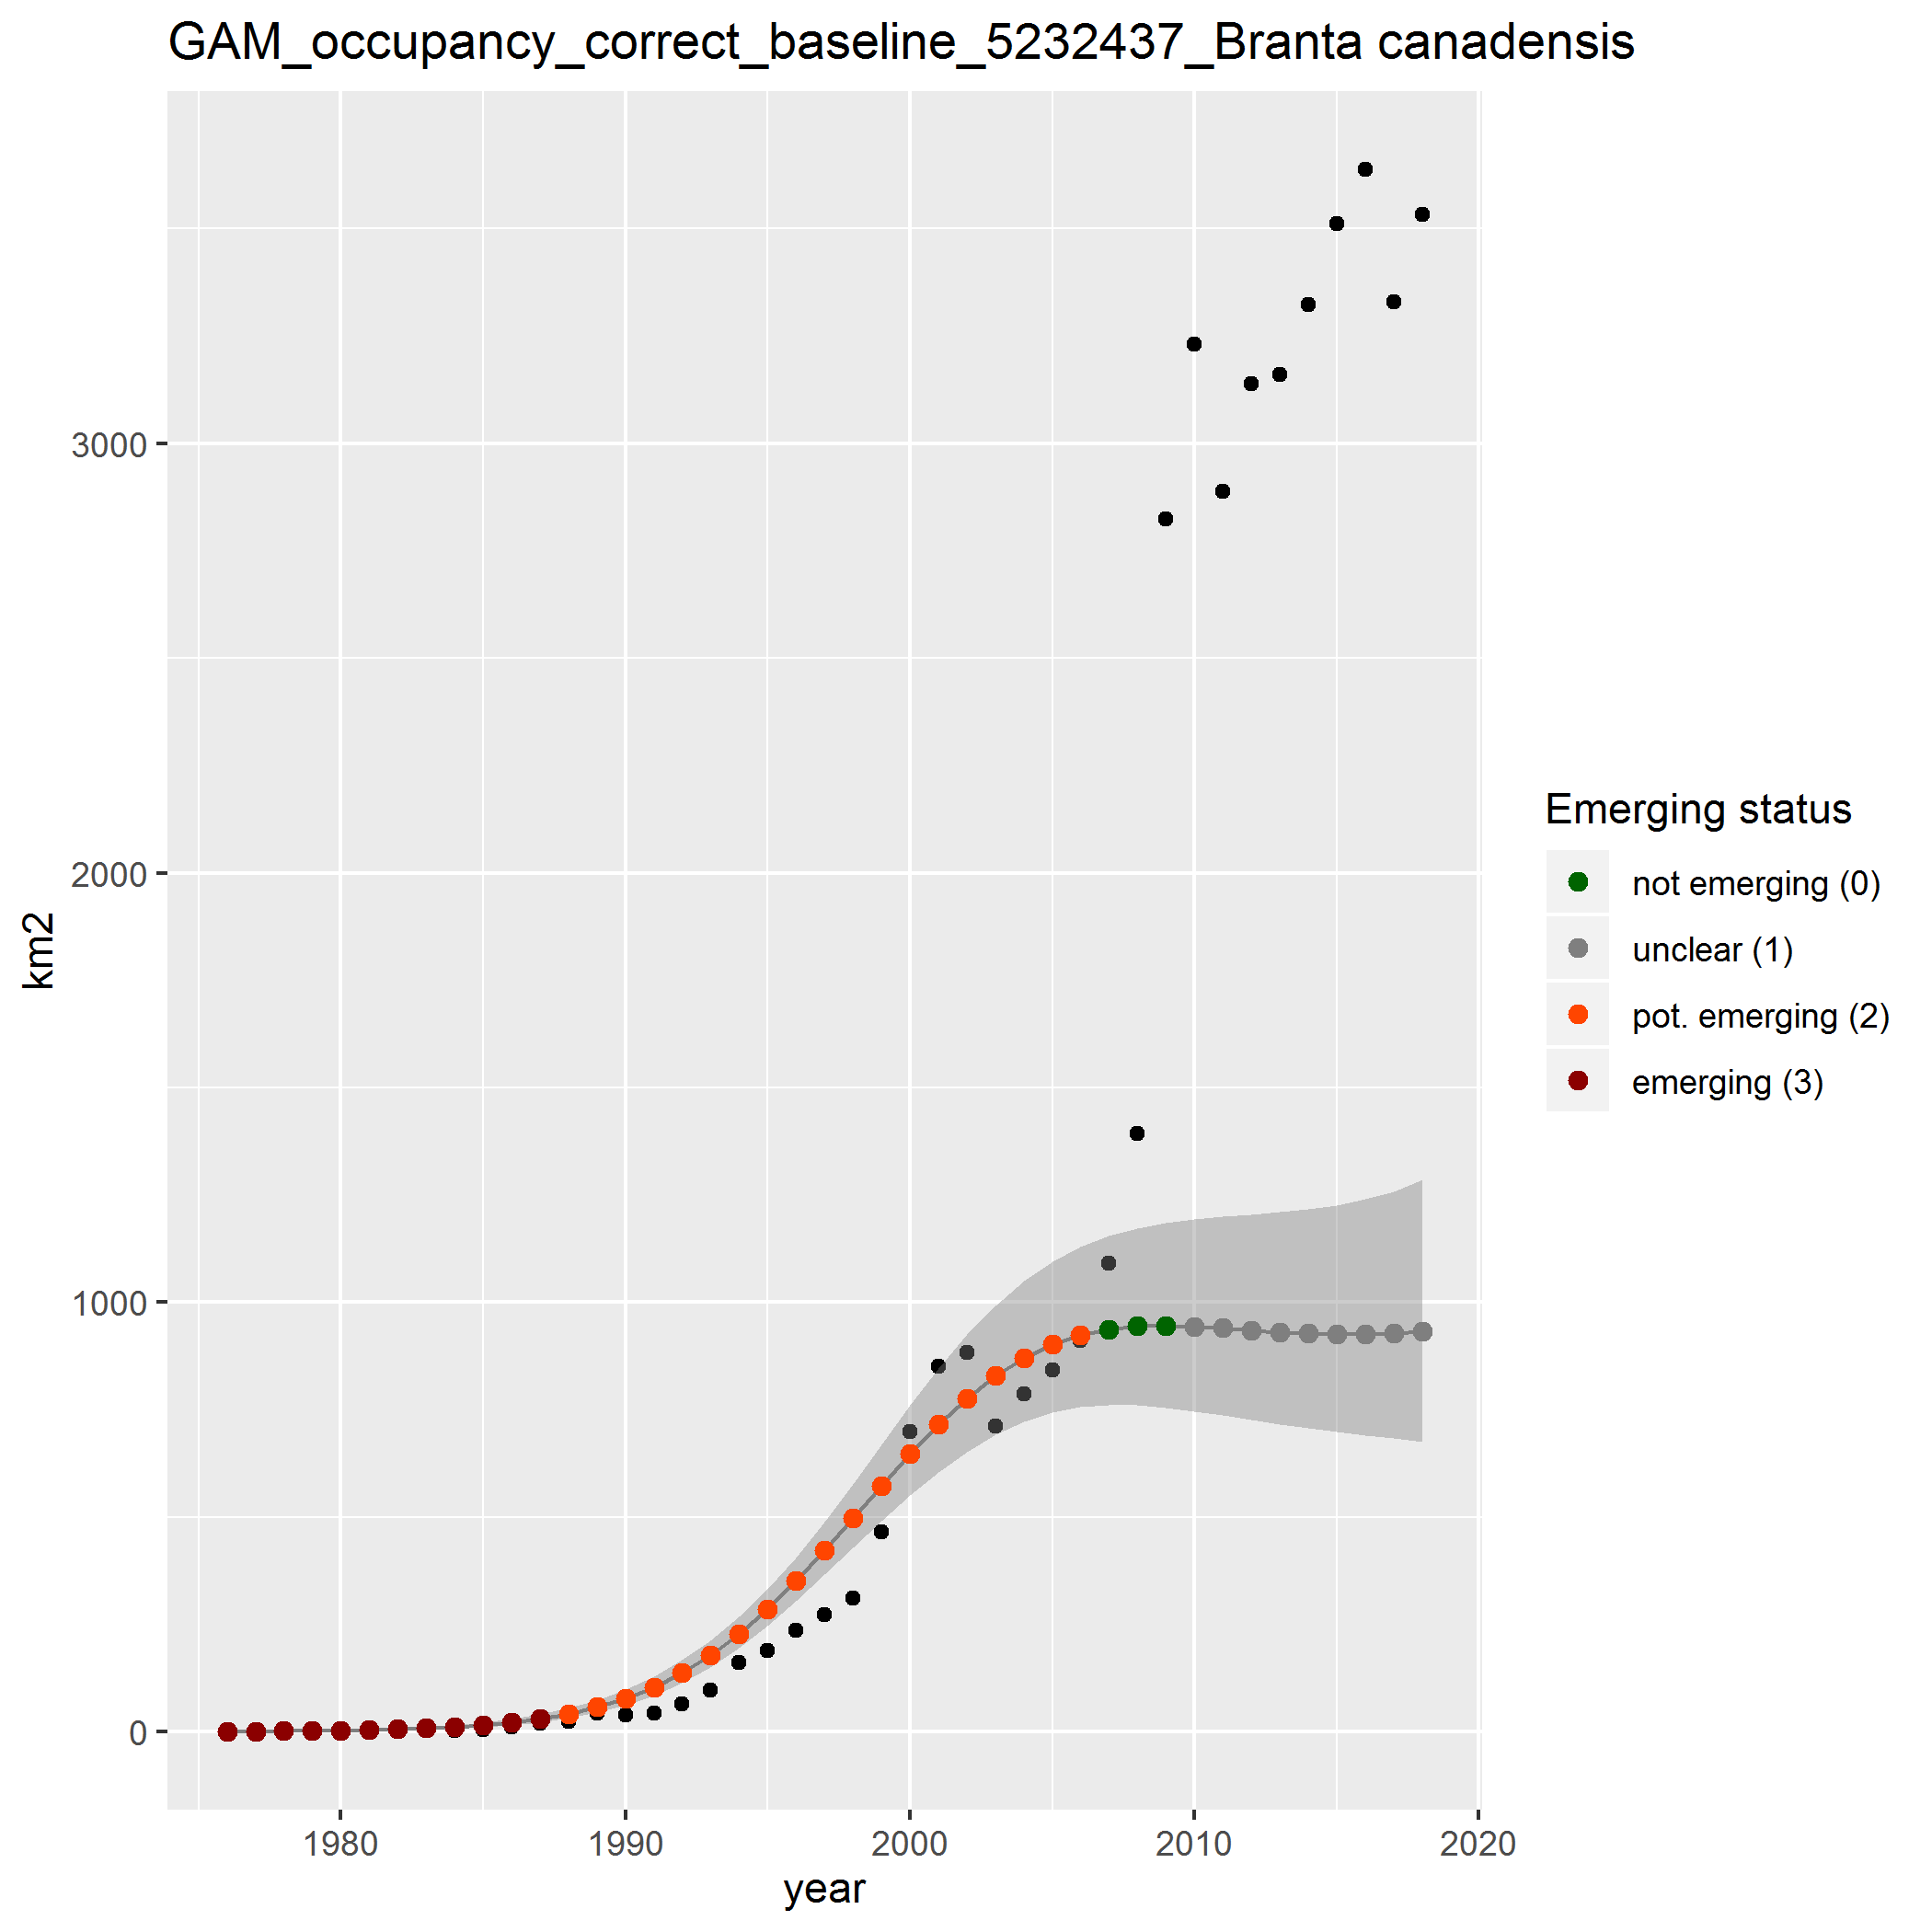 GAM_occupancy_correct_baseline_5232437_Branta canadensis
3000
2000
1000
0
km2
1980
1990
2000
2010
2020
year
Emerging status
not emerging (0)
unclear (1)
pot. emerging (2)
emerging (3)